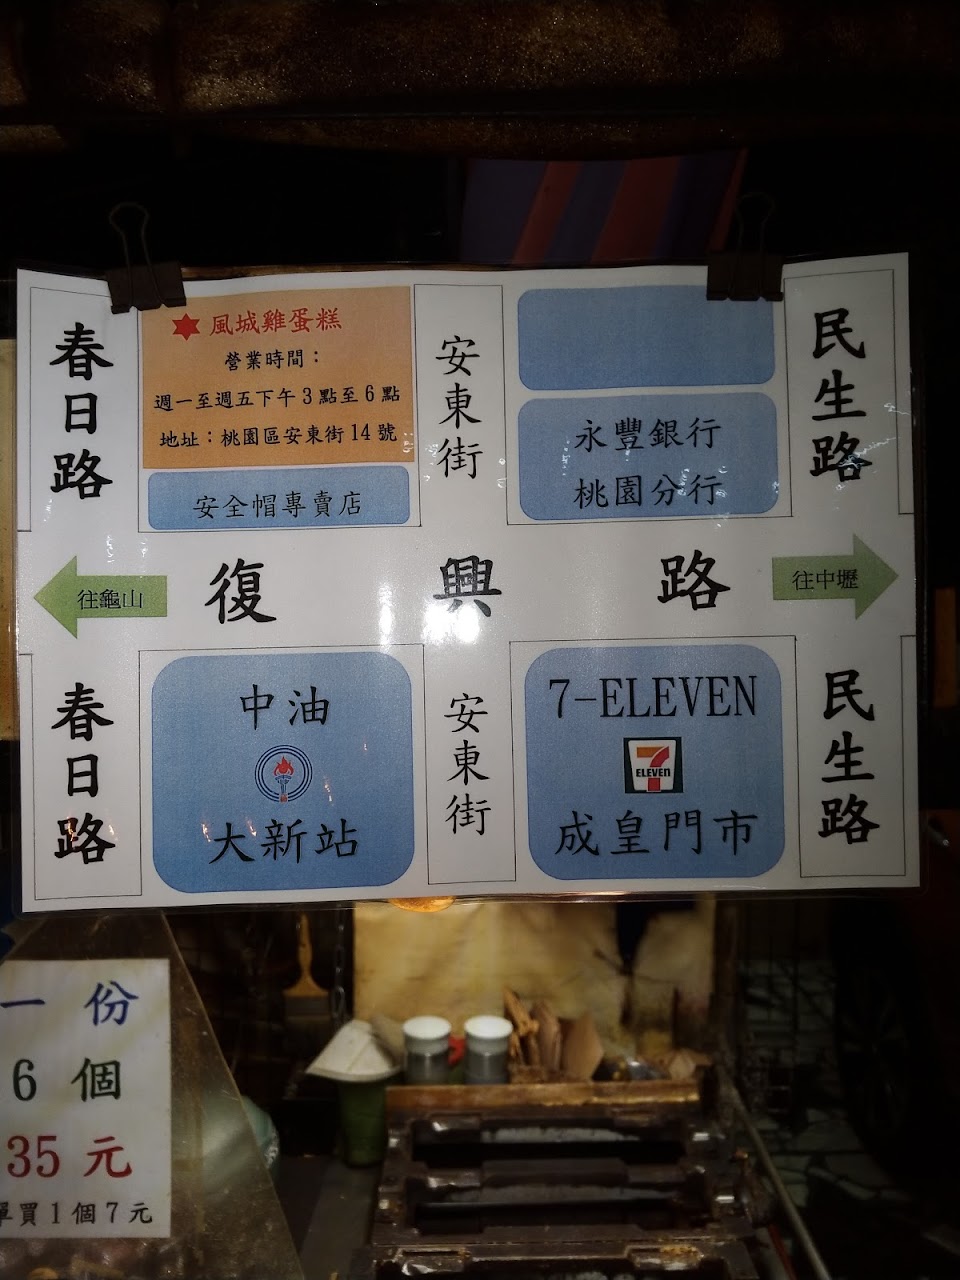 春日路
風城雞蛋糕
營業時間：
週一至週五下午3點至6點
地址：桃園區安東街14號
安全帽專賣店
安東街
永豐銀行
桃園分行
民生路
往龜山
復興路
往中壢
春日路
中油
大新站
安東街
7-ELEVEN
7
ELEVEn
成皇門市
民生路
一份
6個
35元
單買1個7元